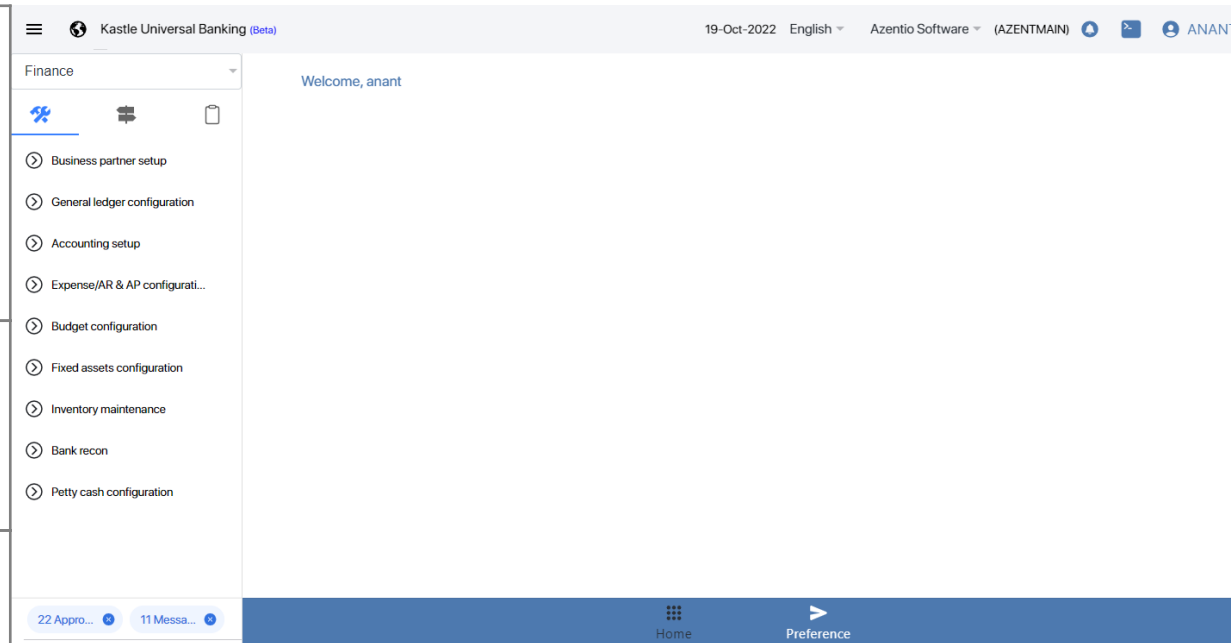 Kastle Universal Banking (Beta)
19-Oct-2022 English Azentio Software (AZENTMAIN) ANANT
Finance
Welcome, anant
Business partner setup
General ledger configuration
Accounting setup
Expense/AR & AP configurati...
Budget configuration
Fixed assets configuration
Inventory maintenance
Bank recon
Petty cash configuration
22 Appro... 11 Messa...
Home Preference